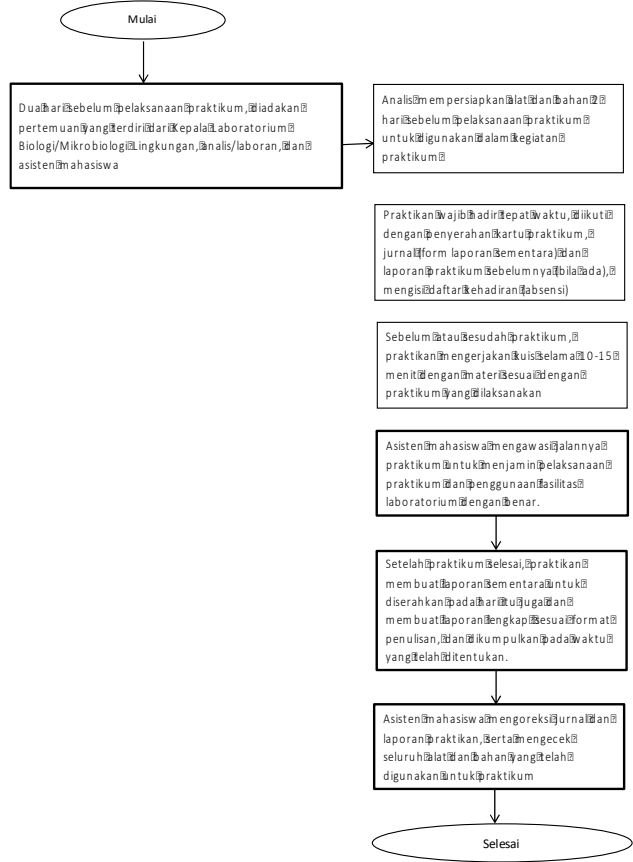 Mulai
Dua hari sebelum pelaksanaan praktikum, diadakan
pertemuan yang terdiri dari Kepala Laboratorium
Biologi/Mikrobiologi Lingkungan, analis/laboran, dan
asisten mahasiswa
Analis mempersiapkan alat dan bahan 2
hari sebelum pelaksanaan praktikum
untuk digunakan dalam kegiatan
praktikum
Praktikan wajib hadir tepat waktu, diikuti
dengan penyerahan kartu praktikum,
jurnal (form laporan sementara) dan
laporan praktikum sebelumnya (bila ada),
mengisi daftar kehadiran (absensi)
Sebelum atau sesudah praktikum,
praktikan mengerjakan kuis selama 10-15
menit dengan materi sesuai dengan
praktikum yang dilaksanakan
Asisten mahasiswa mengawasi jalannya
praktikum untuk menjamin pelaksanaan
praktikum dan penggunaan fasilitas
laboratorium dengan benar.
Setelah praktikum selesai, praktikan
membuat laporan sementara untuk
diserahkan pada hari itu juga dan
membuat laporan lengkap sesuai format
penulisan, dan dikumpulkan pada waktu
yang telah ditentukan.
Asisten mahasiswa mengoreksi jurnal dan
laporan praktikan, serta mengecek
seluruh alat dan bahan yang telah
digunakan untuk praktikum
Selesai